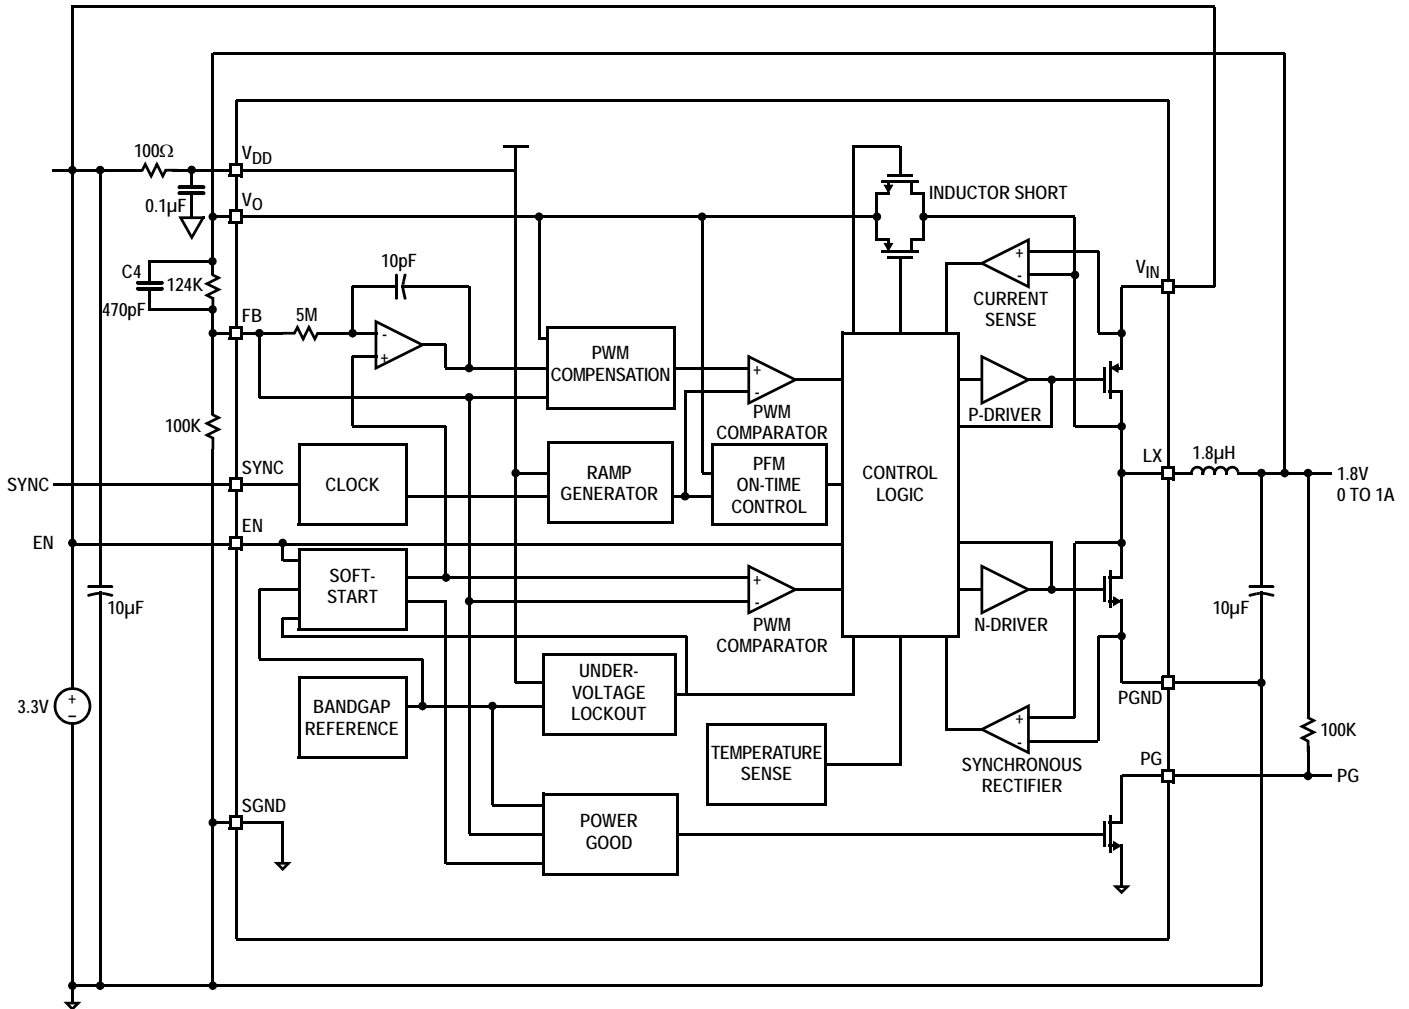 100Ω
VDD
0.1µF
VO
INDUCTOR SHORT
C4
124K
470pF
10pF
+
-
CURRENT
SENSE
VIN
FB
5M
-
+
PWM
COMPENSATION
+
-
PWM
COMPARATOR
P-DRIVER
100K
SYNC
SYNC
CLOCK
RAMP
GENERATOR
PFM
ON-TIME
CONTROL
CONTROL
LOGIC
LX
1.8µH
1.8V
0 TO 1A
EN
EN
SOFT-
START
+
-
PWM
COMPARATOR
N-DRIVER
10µF
10µF
3.3V
+
–
BANDGAP
REFERENCE
UNDER-
VOLTAGE
LOCKOUT
TEMPERATURE
SENSE
+
-
SYNCHRONOUS
RECTIFIER
PGND
100K
PG
PG
SGND
POWER
GOOD